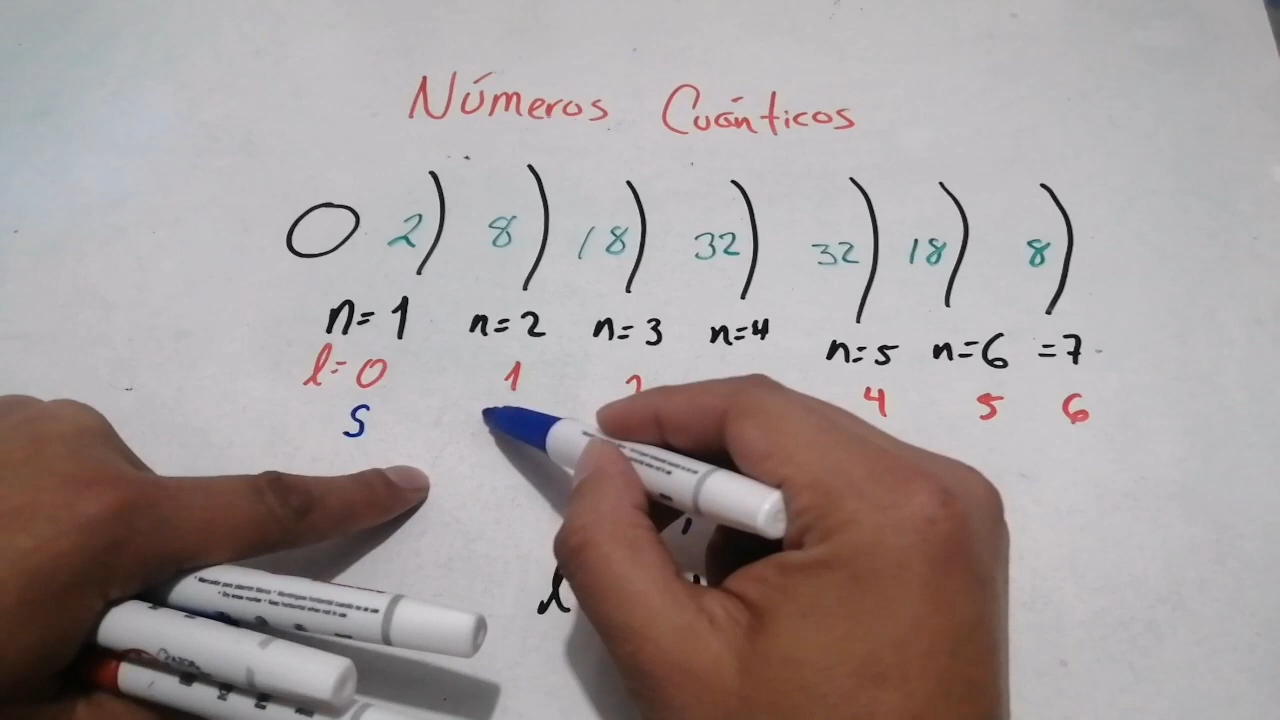 Números Cuánticos
2) 8) 18) 32) 32) 18) 8)
n=1 n=2 n=3 n=4 n=5 n=6 =7
l=0 1 4 5 6
S
l